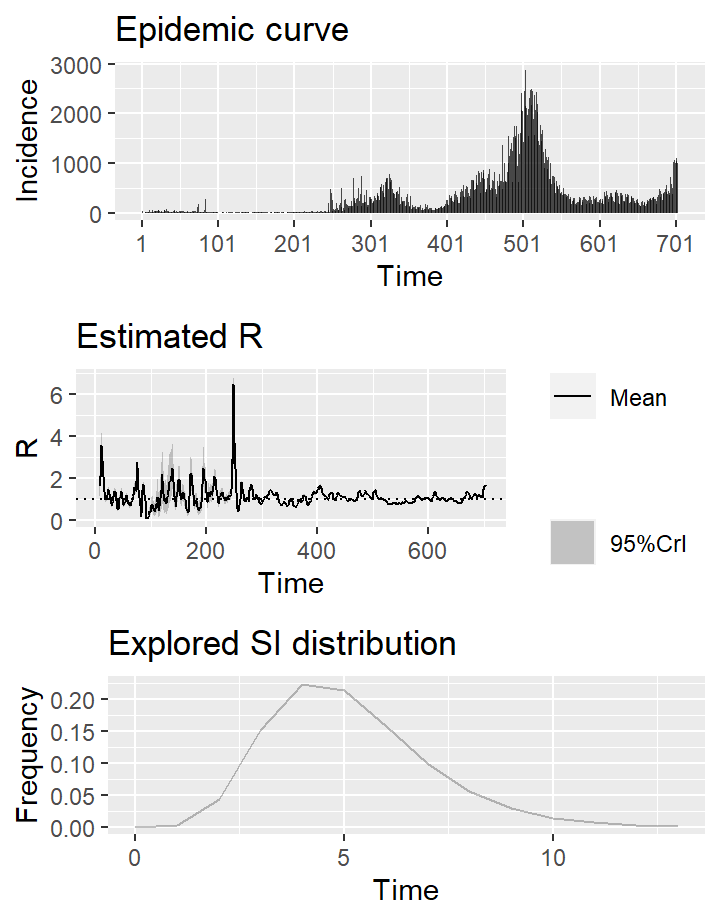 Epidemic curve
Incidence
3000
2000
1000
0
1 101 201 301 401 501 601 701
Time
Estimated R
R
6
4
2
0
0 200 400 600
Time
Mean
95%CrI
Explored SI distribution
Frequency
0.20
0.15
0.10
0.05
0.00
0 5 10
Time